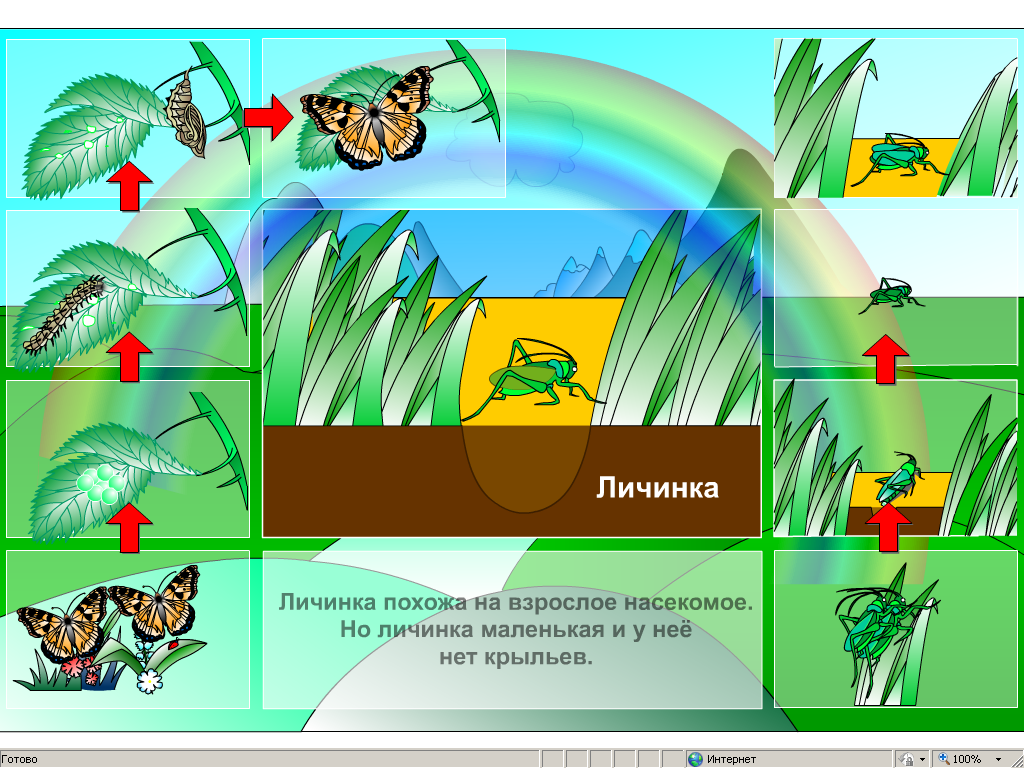 Личинка
Личинка похожа на взрослое насекомое.
Но личинка маленькая и у неё
нет крыльев.
Готово
Интернет
100%